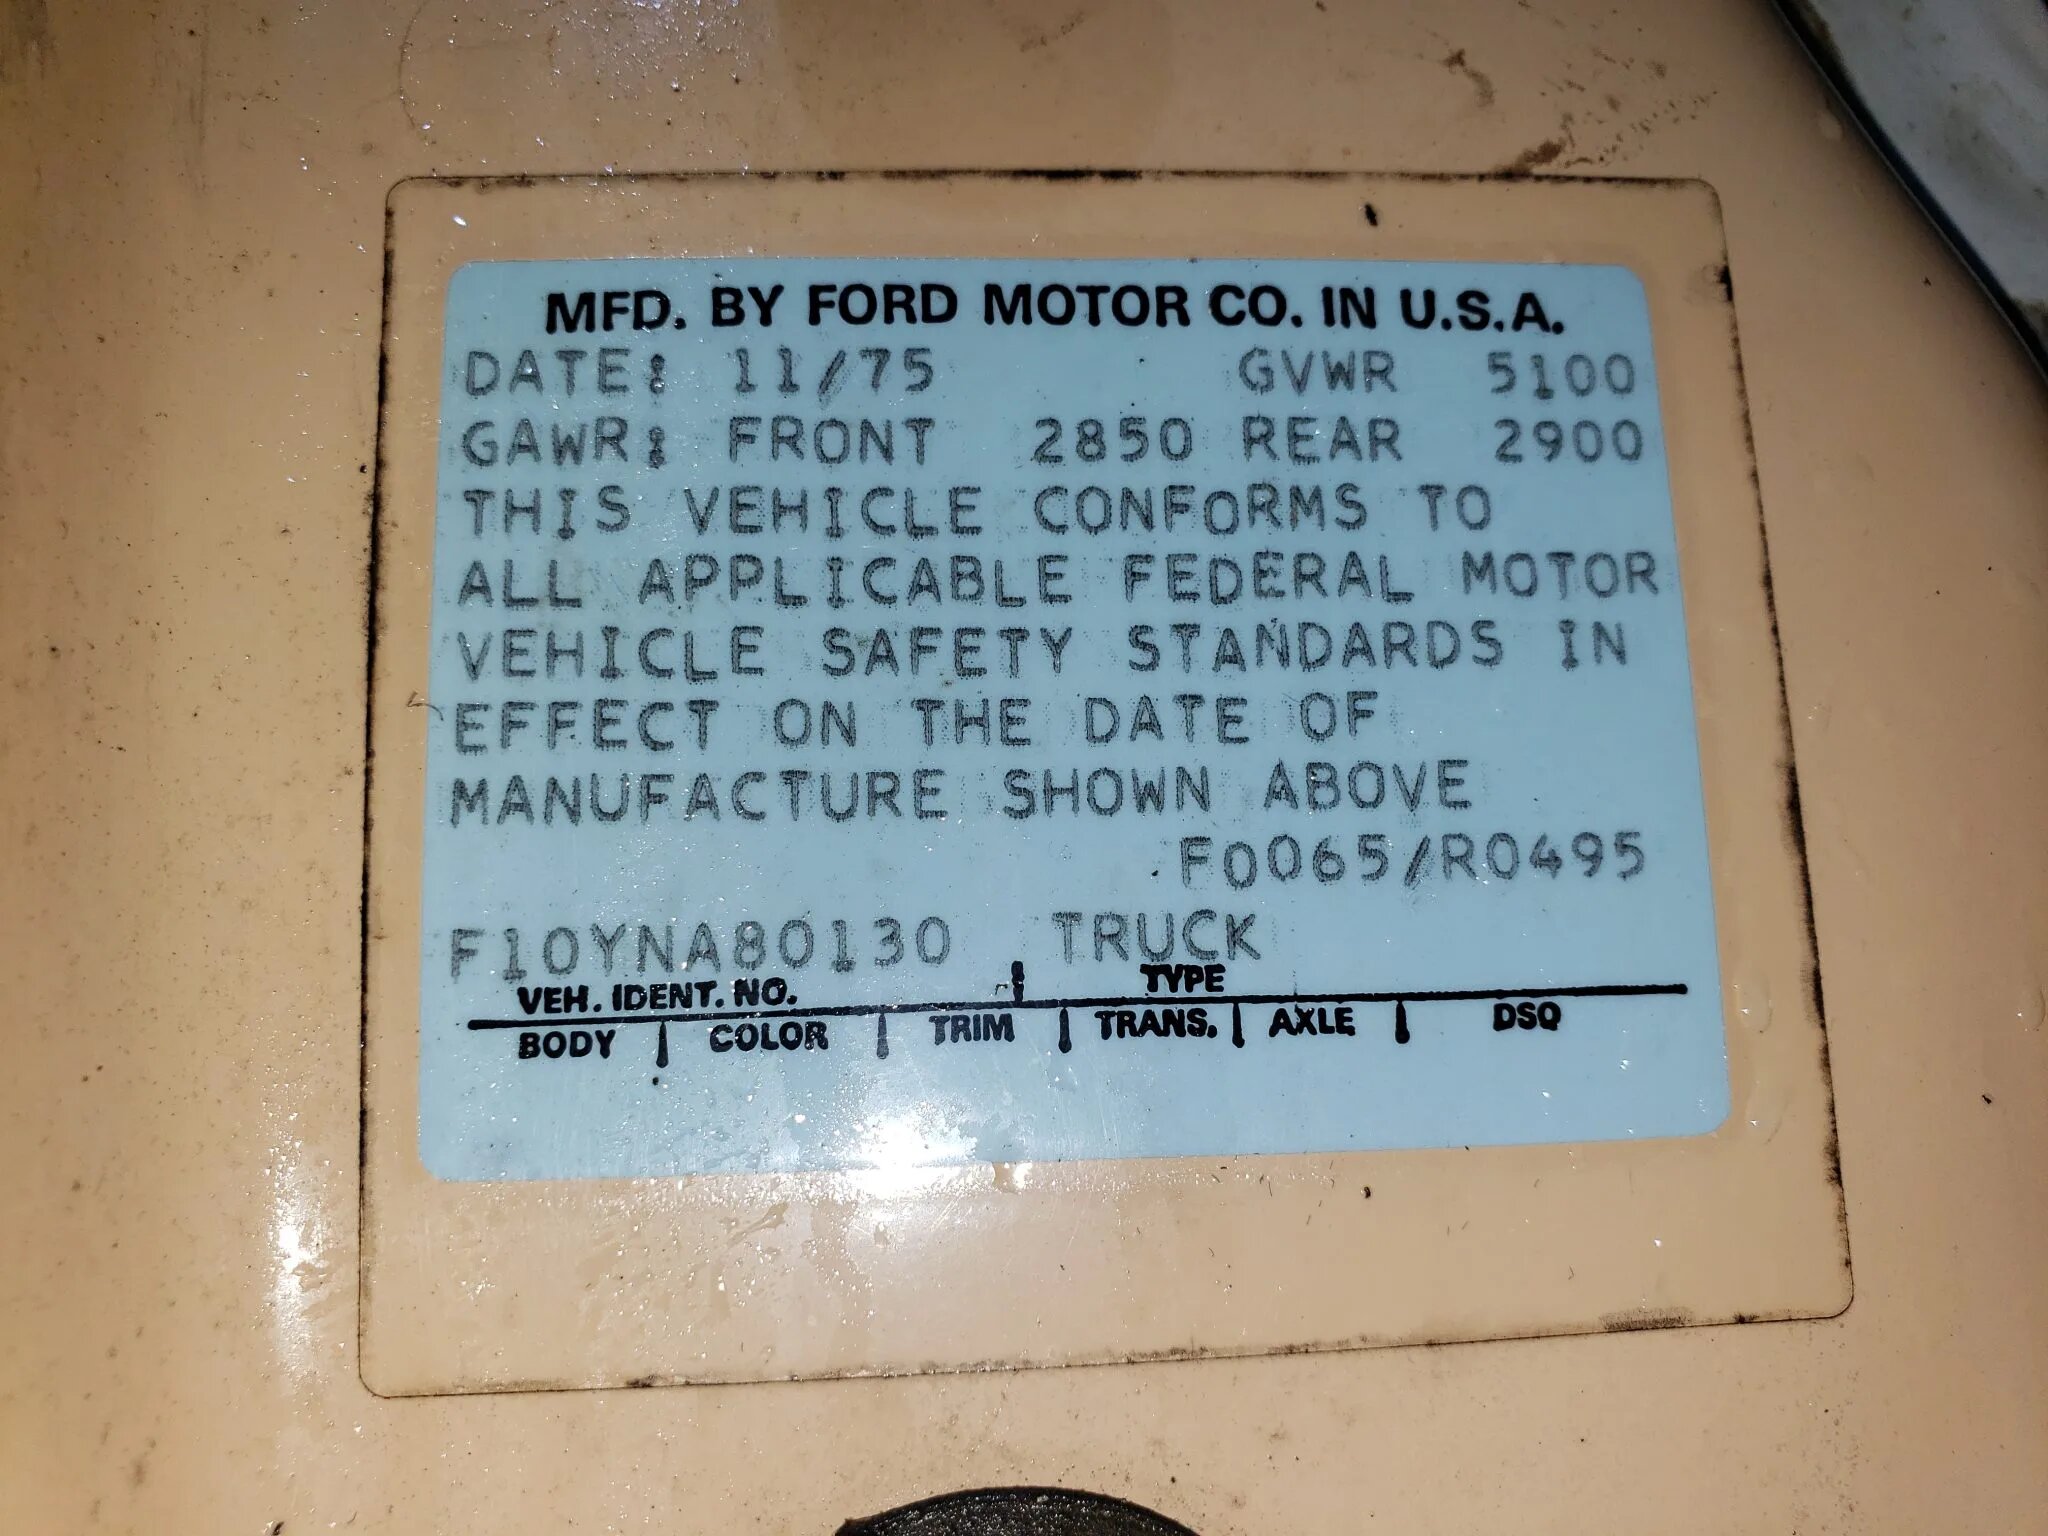 MFD. BY FORD MOTOR CO. IN U.S.A.
DATE: 11/75 GVWR 5100
GAWR: FRONT 2850 REAR 2900
THIS VEHICLE CONFORMS TO
ALL APPLICABLE FEDERAL MOTOR
VEHICLE SAFETY STANDARDS IN
EFFECT ON THE DATE OF
MANUFACTURE SHOWN ABOVE
F0065/R0495
F10YNA80130 TRUCK
VEH. IDENT. NO. TYPE
BODY COLOR TRIM TRANS. AXLE DSO